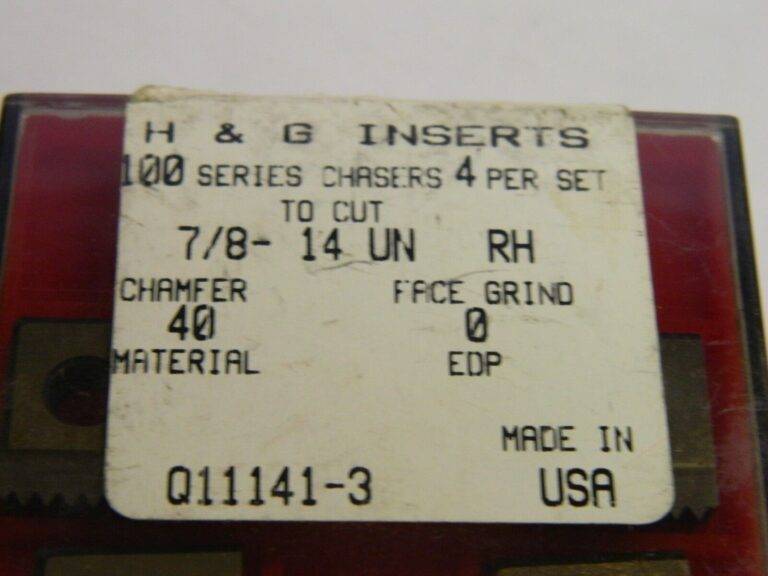 H & G INSERTS
100 SERIES CHASERS 4 PER SET
TO CUT
7/8- 14 UN RH
CHAMFER FACE GRIND
40 0
MATERIAL EDP
MADE IN
Q11141-3 USA